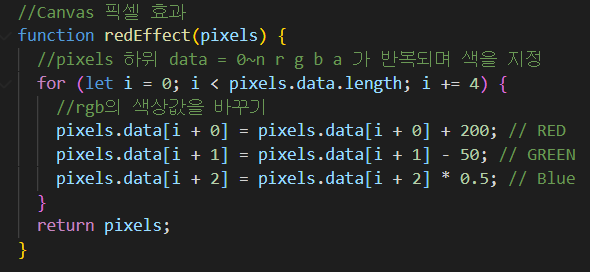 //Canvas 픽셀 효과
function redEffect(pixels) {
  //pixels 하위 data = 0~n r g b a 가 반복되며 색을 지정
  for (let i = 0; i < pixels.data.length; i += 4) {
    //rgb의 색상값을 바꾸기
    pixels.data[i + 0] = pixels.data[i + 0] + 200; // RED
    pixels.data[i + 1] = pixels.data[i + 1] - 50; // GREEN
    pixels.data[i + 2] = pixels.data[i + 2] * 0.5; // Blue
  }
  return pixels;
}